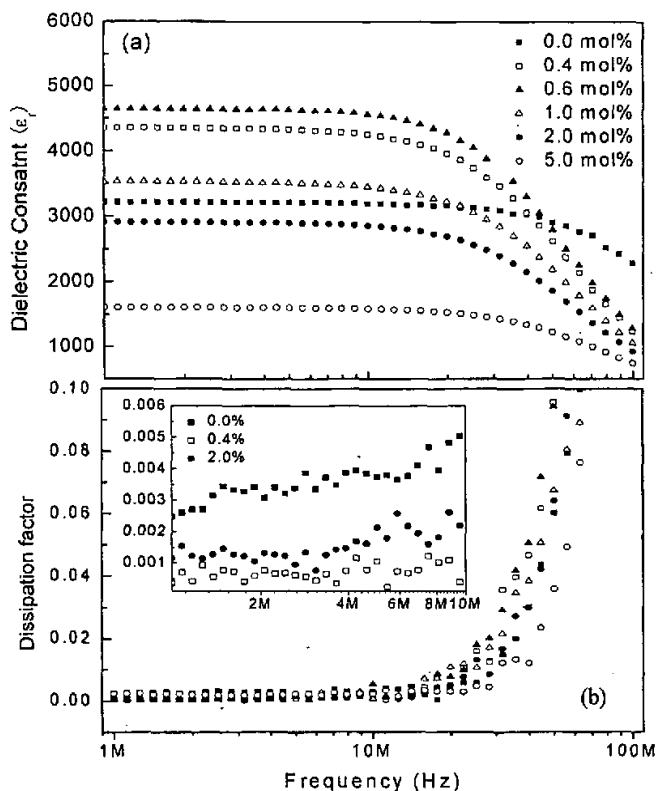 (a)
0.0 mol%
0.4 mol%
0.6 mol%
1.0 mol%
2.0 mol%
5.0 mol%
6000
5000
4000
3000
2000
1000
Dielectric Consatnt (εr)
0.10
0.08
0.06
0.04
0.02
0.00
Dissipation factor
0.006
0.005
0.004
0.003
0.002
0.001
0.0%
0.4%
2.0%
2M 4M 6M 8M 10M
(b)
1M 10M 100M
Frequency (Hz)